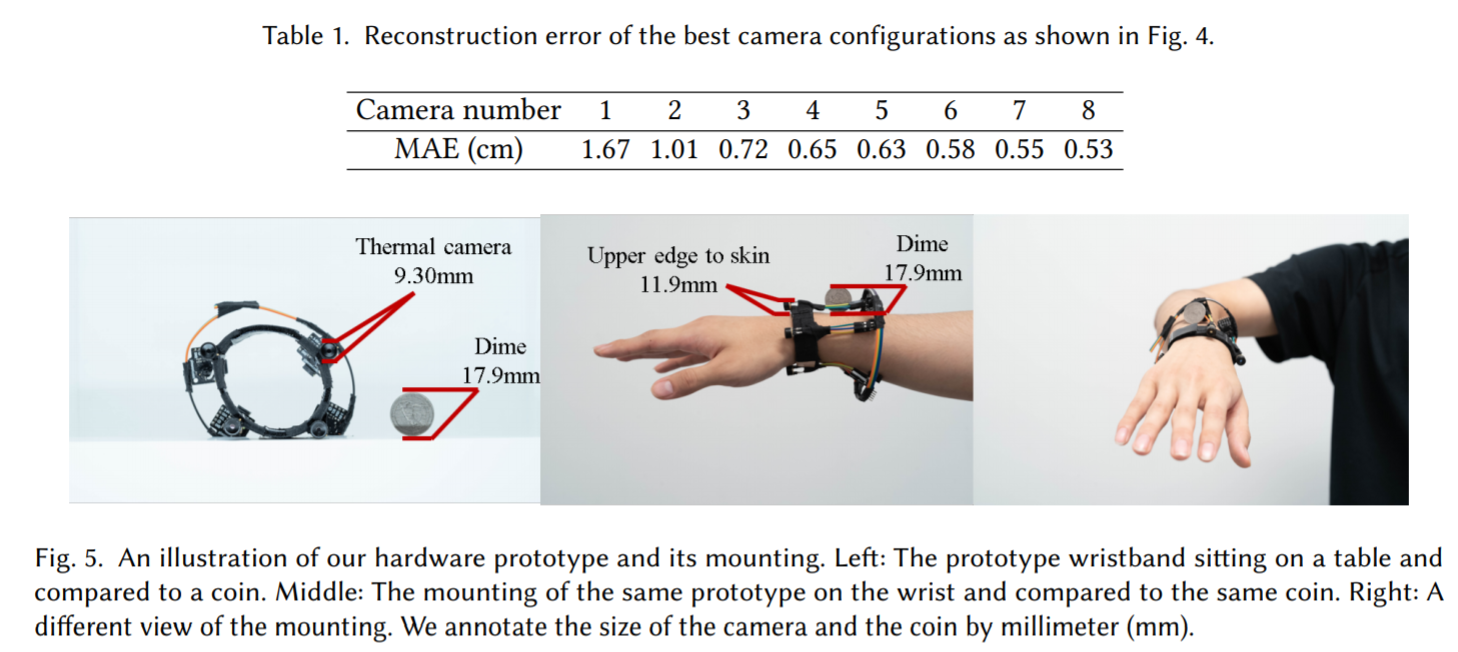 Table 1. Reconstruction error of the best camera configurations as shown in Fig. 4.
Camera number 1 2 3 4 5 6 7 8
MAE (cm) 1.67 1.01 0.72 0.65 0.63 0.58 0.55 0.53
Thermal camera
9.30mm
Dime
17.9mm
Upper edge to skin
11.9mm
Dime
17.9mm
Fig. 5. An illustration of our hardware prototype and its mounting. Left: The prototype wristband sitting on a table and
compared to a coin. Middle: The mounting of the same prototype on the wrist and compared to the same coin. Right: A
different view of the mounting. We annotate the size of the camera and the coin by millimeter (mm).